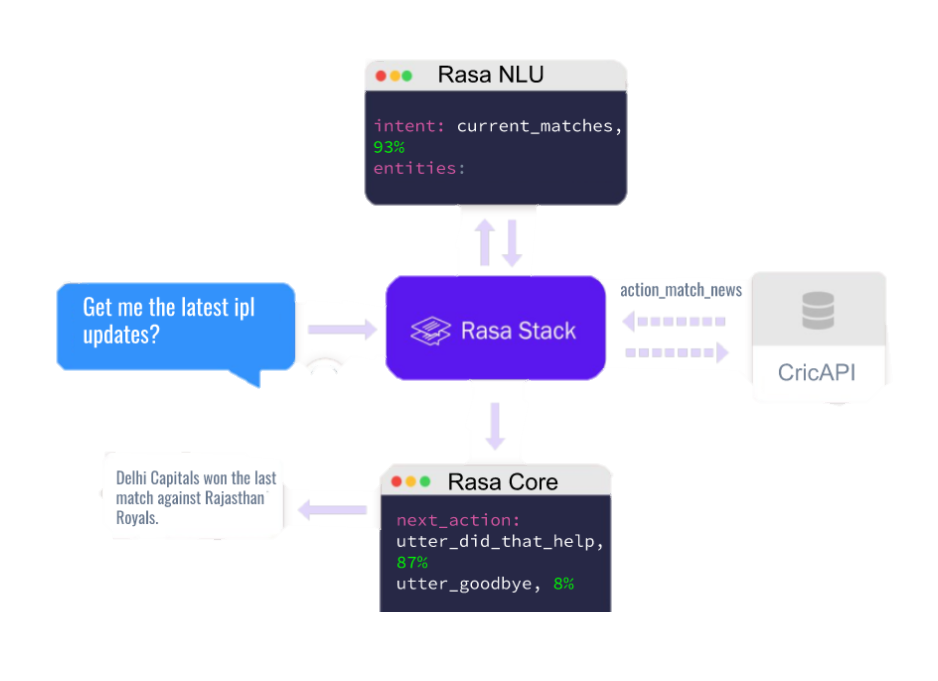 Rasa NLU
intent: current_matches,
93%
entities:
Get me the latest ipl
updates?
Rasa Stack
action_match_news
CricAPI
Delhi Capitals won the last
match against Rajasthan
Royals.
Rasa Core
next_action:
utter_did_that_help,
87%
utter_goodbye, 8%